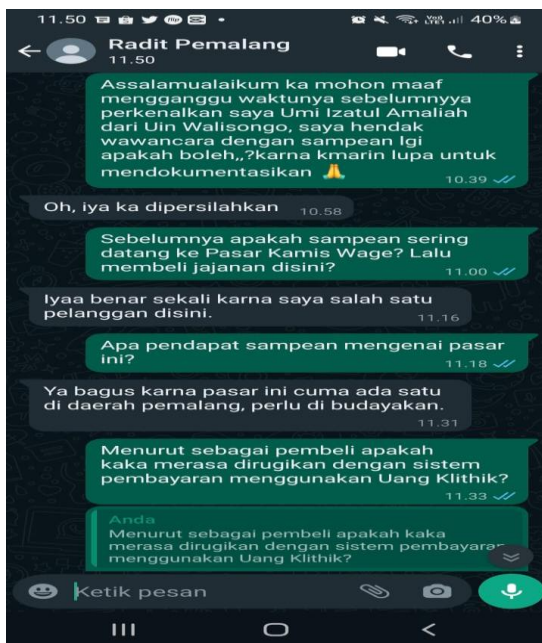 11.50
40%
Radit Pemalang
11.50
Assalamualaikum ka mohon maaf
mengganggu waktunya sebelumnyya
perkenalkan saya Umi Izatul Amaliah
dari Uin Walisongo, saya hendak
wawancara dengan sampean lgi
apakah boleh,,?karna kmarin lupa untuk
mendokumentasikan 🙏
10.39
Oh, iya ka dipersilahkan
10.58
Sebelumnya apakah sampean sering
datang ke Pasar Kamis Wage? Lalu
membeli jajanan disini?
11.00
Iyaa benar sekali karna saya salah satu
pelanggan disini.
11.16
Apa pendapat sampean mengenai pasar
ini?
11.18
Ya bagus karna pasar ini cuma ada satu
di daerah pemalang, perlu di budayakan.
11.31
Menurut sebagai pembeli apakah
kaka merasa dirugikan dengan sistem
pembayaran menggunakan Uang Klithik?
11.33
Anda
Menurut sebagai pembeli apakah kaka
merasa dirugikan dengan sistem pembayaran
menggunakan Uang Klithik?
Ketik pesan